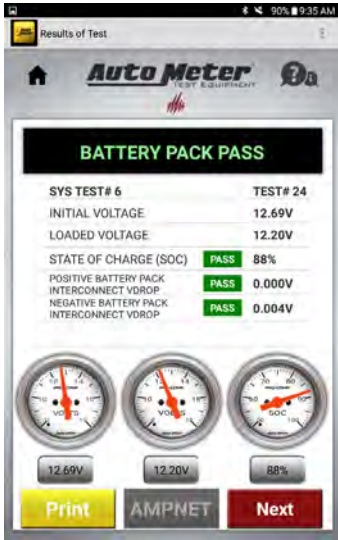 90% 9:35 AM
Results of Test
Auto Meter
TEST EQUIPMENT
BATTERY PACK PASS
SYS TEST# 6 TEST# 24
INITIAL VOLTAGE 12.69V
LOADED VOLTAGE 12.20V
STATE OF CHARGE (SOC) PASS 88%
POSITIVE BATTERY PACK
INTERCONNECT VDROP PASS 0.000V
NEGATIVE BATTERY PACK
INTERCONNECT VDROP PASS 0.004V
VOLTS VOLTS SOC
12.69V 12.20V 88%
Print AMPNET Next